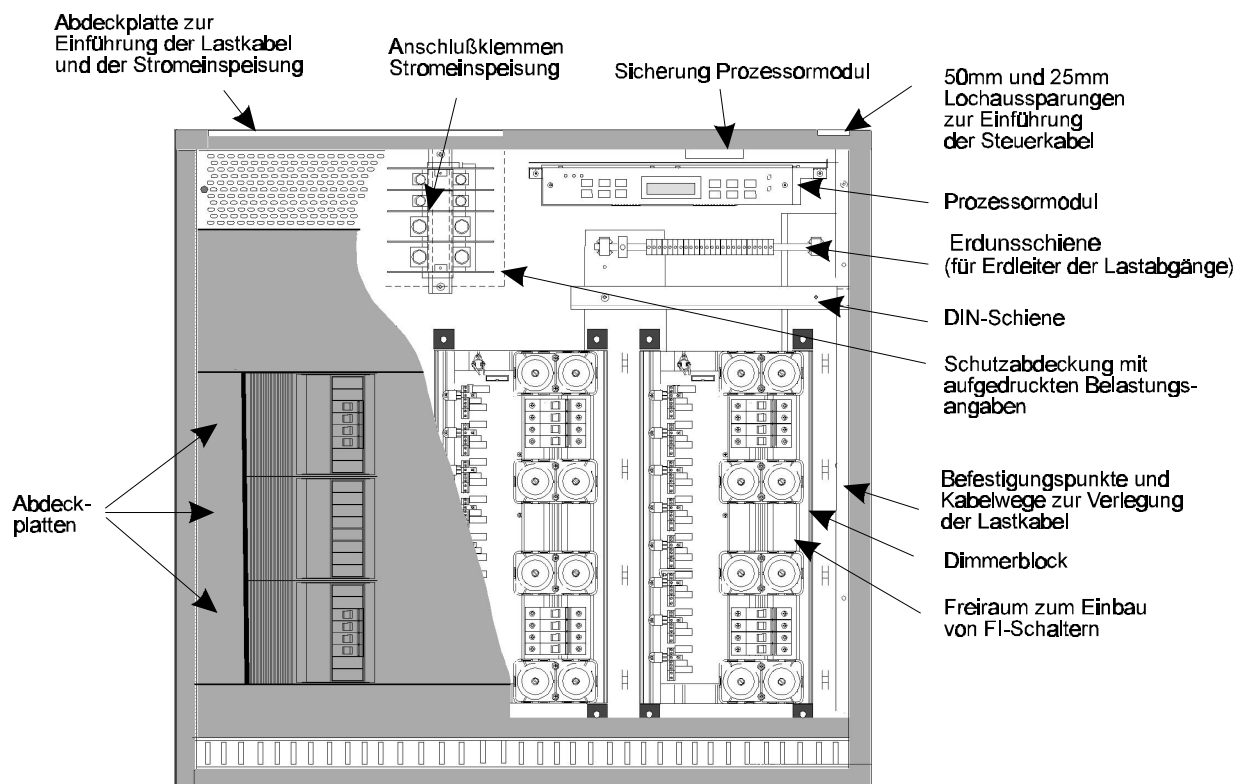 Abdeckplatte zur
Einführung der Lastkabel
und der Stromeinspeisung
Anschlußklemmen
Stromeinspeisung
Sicherung Prozessormodul
50mm und 25mm
Lochaussparungen
zur Einführung
der Steuerkabel
Prozessormodul
Erdunsschiene
(für Erdleiter der Lastabgänge)
DIN-Schiene
Schutzabdeckung mit
aufgedruckten Belastungs-
angaben
Befestigungspunkte und
Kabelwege zur Verlegung
der Lastkabel
Dimmerblock
Freiraum zum Einbau
von FI-Schaltern
Abdeck-
platten